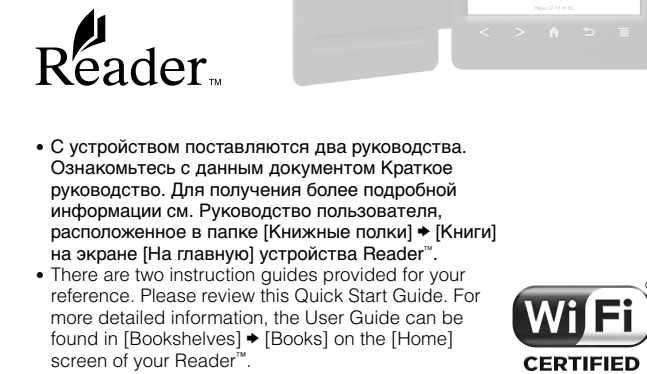 Page 12-13 of 32
Reader™
• С устройством поставляются два руководства.
Ознакомьтесь с данным документом Краткое
руководство. Для получения более подробной
информации см. Руководство пользователя,
расположенное в папке [Книжные полки] ➧ [Книги]
на экране [На главную] устройства Reader™.
• There are two instruction guides provided for your
reference. Please review this Quick Start Guide. For
more detailed information, the User Guide can be
found in [Bookshelves] ➧ [Books] on the [Home]
screen of your Reader™.
Wi Fi
CERTIFIED